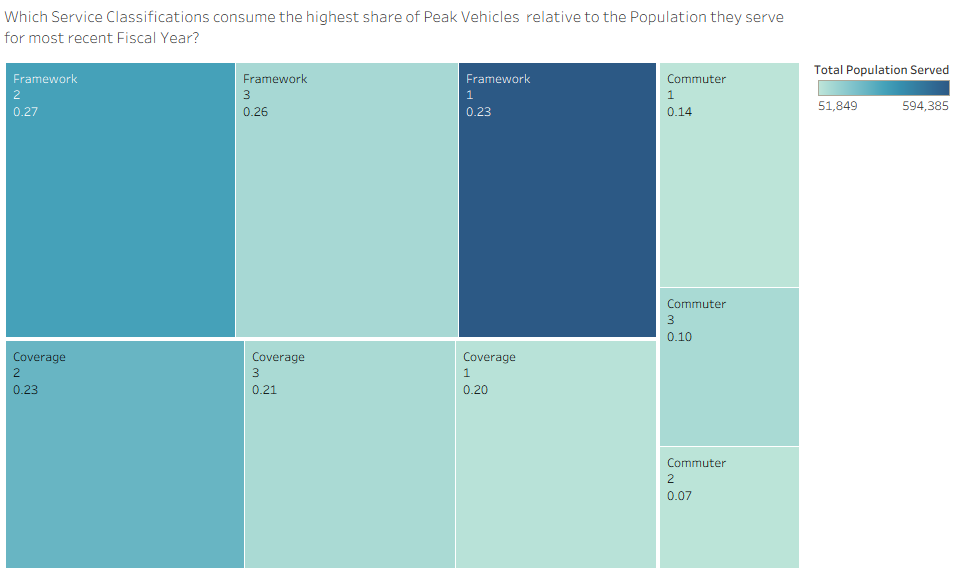 Which Service Classifications consume the highest share of Peak Vehicles relative to the Population they serve
for most recent Fiscal Year?
Framework
2
0.27
Framework
3
0.26
Framework
1
0.23
Commuter
1
0.14
Total Population Served
51,849 594,385
Commuter
3
0.10
Coverage
2
0.23
Coverage
3
0.21
Coverage
1
0.20
Commuter
2
0.07